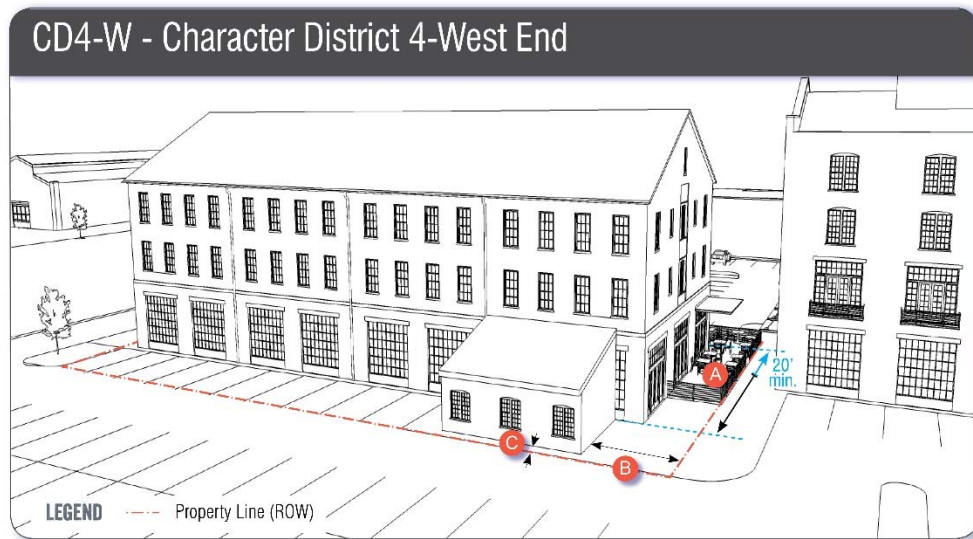 CD4-W - Character District 4-West End
A
20'
min.
C
B
LEGEND
Property Line (ROW)